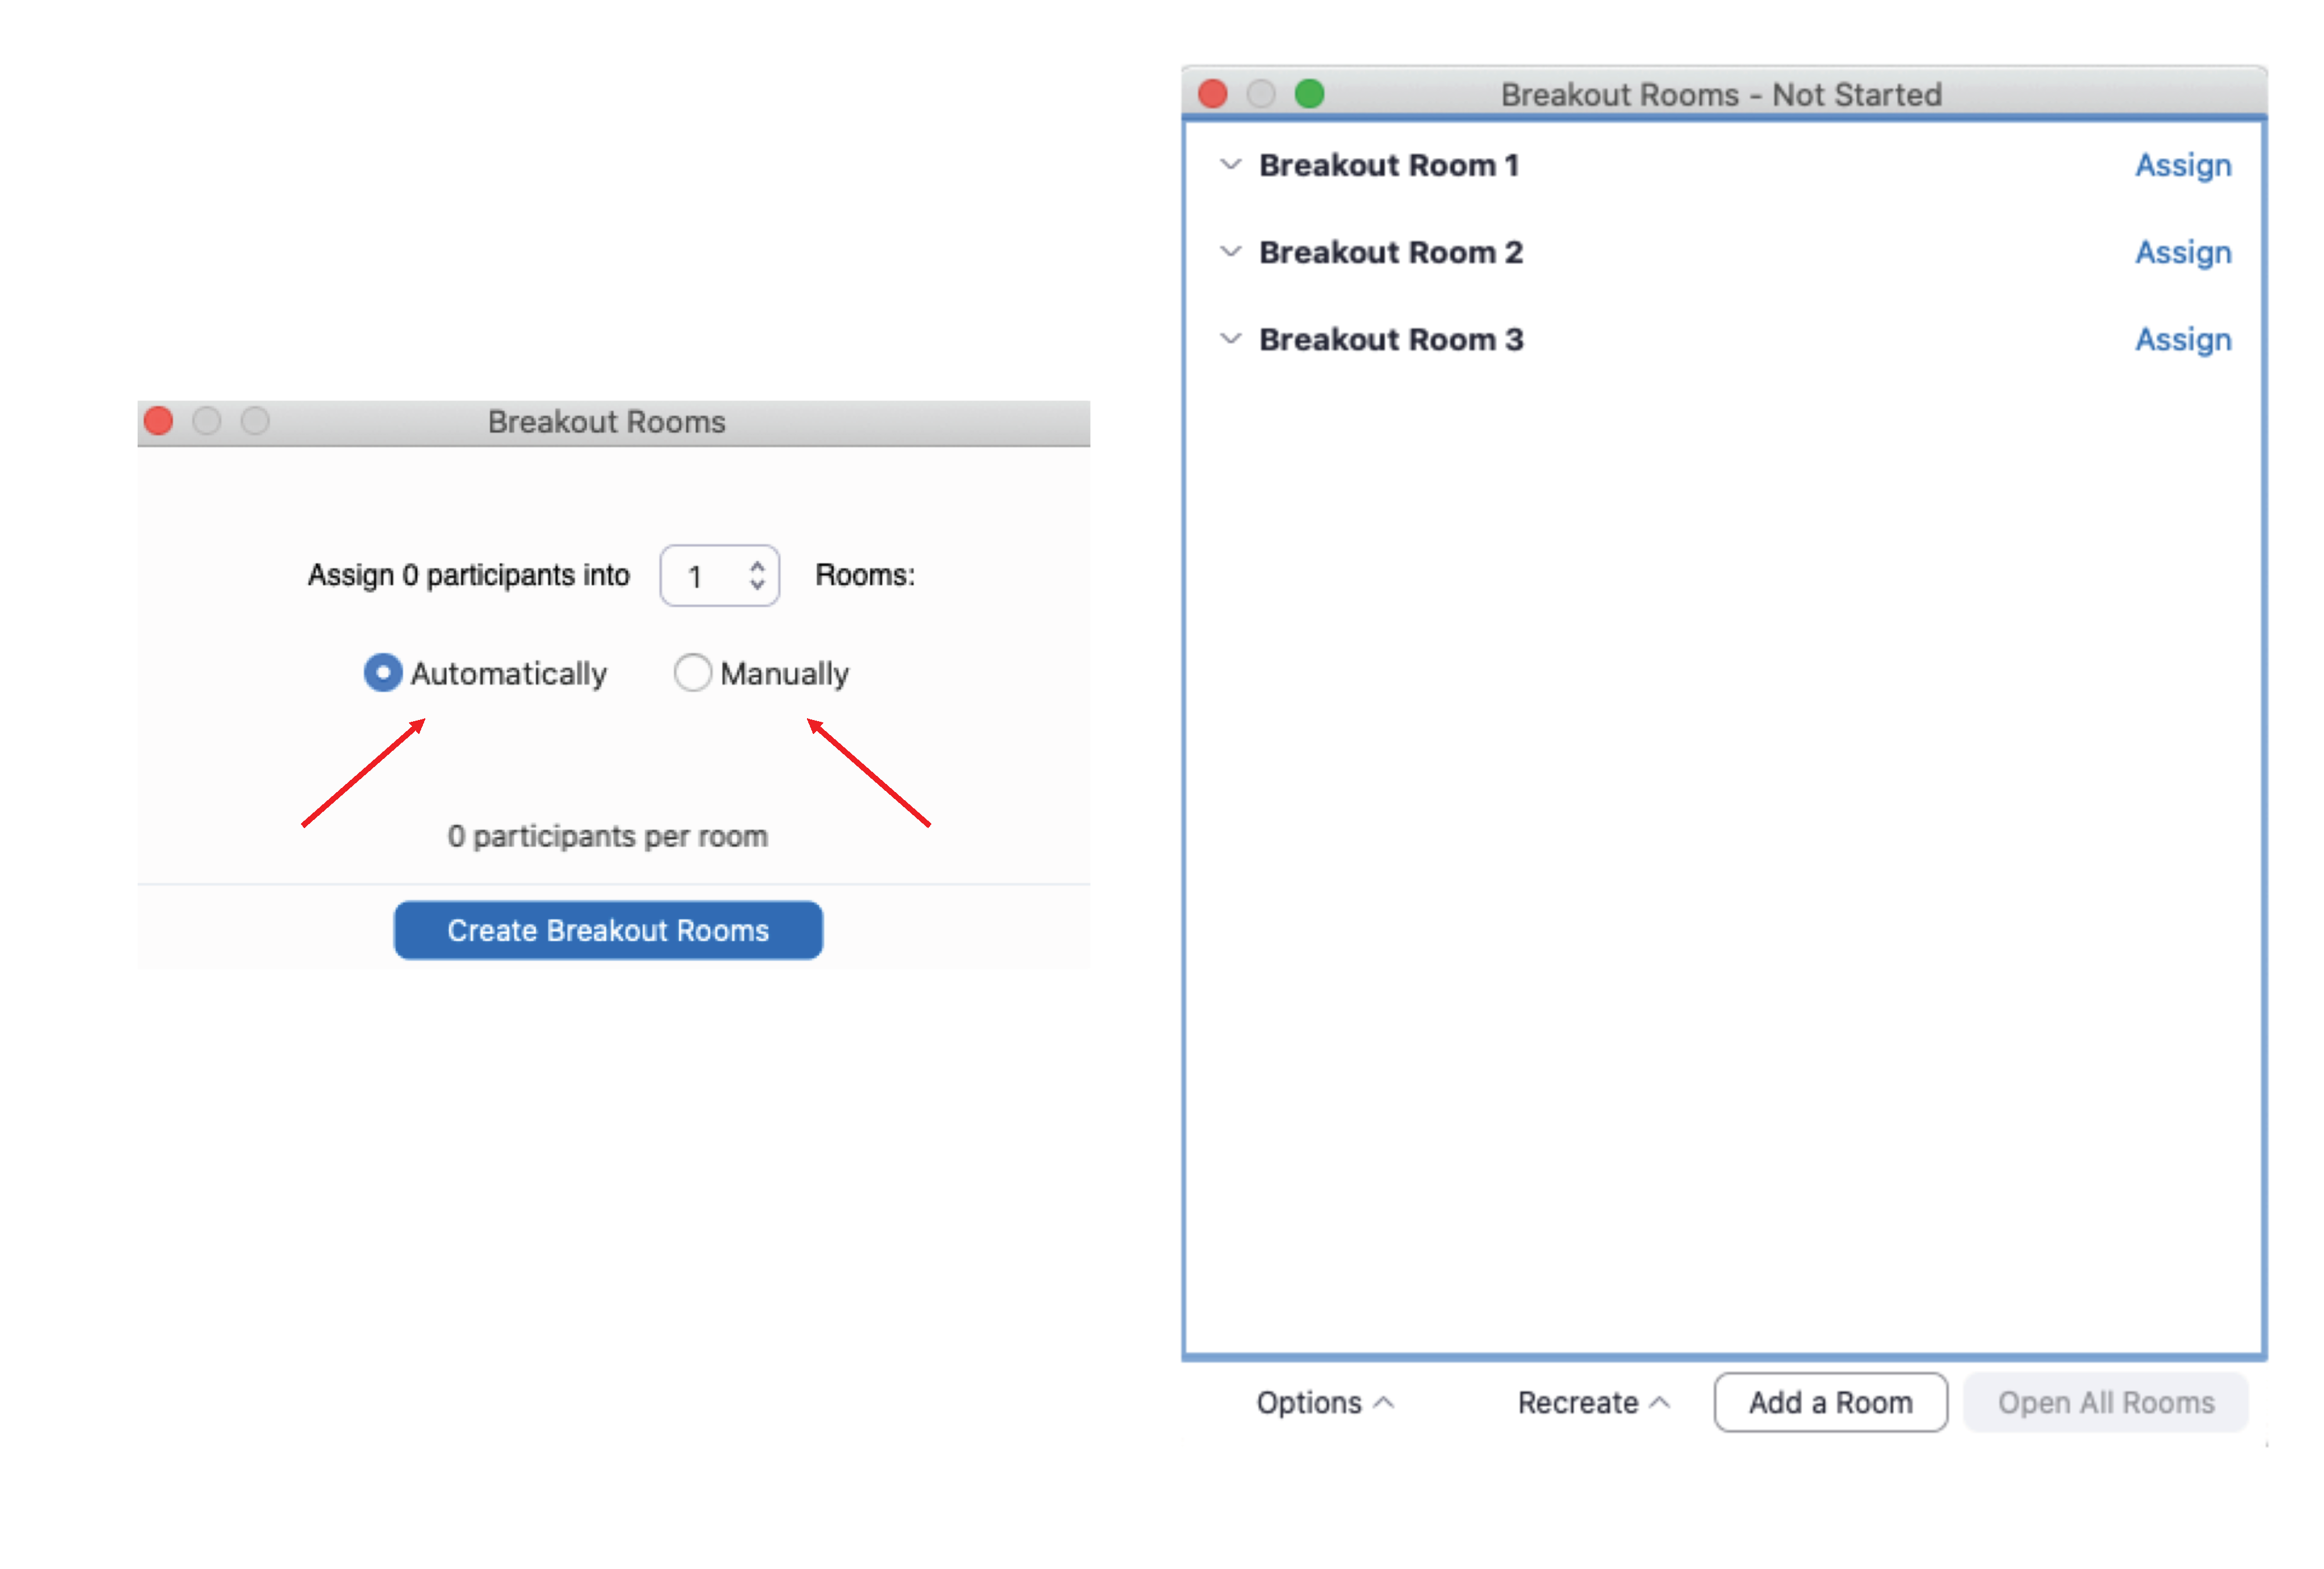 Breakout Rooms
Assign 0 participants into 1 Rooms:
Automatically Manually
0 participants per room
Create Breakout Rooms
Breakout Rooms - Not Started
Breakout Room 1 Assign
Breakout Room 2 Assign
Breakout Room 3 Assign
Options Recreate Add a Room Open All Rooms